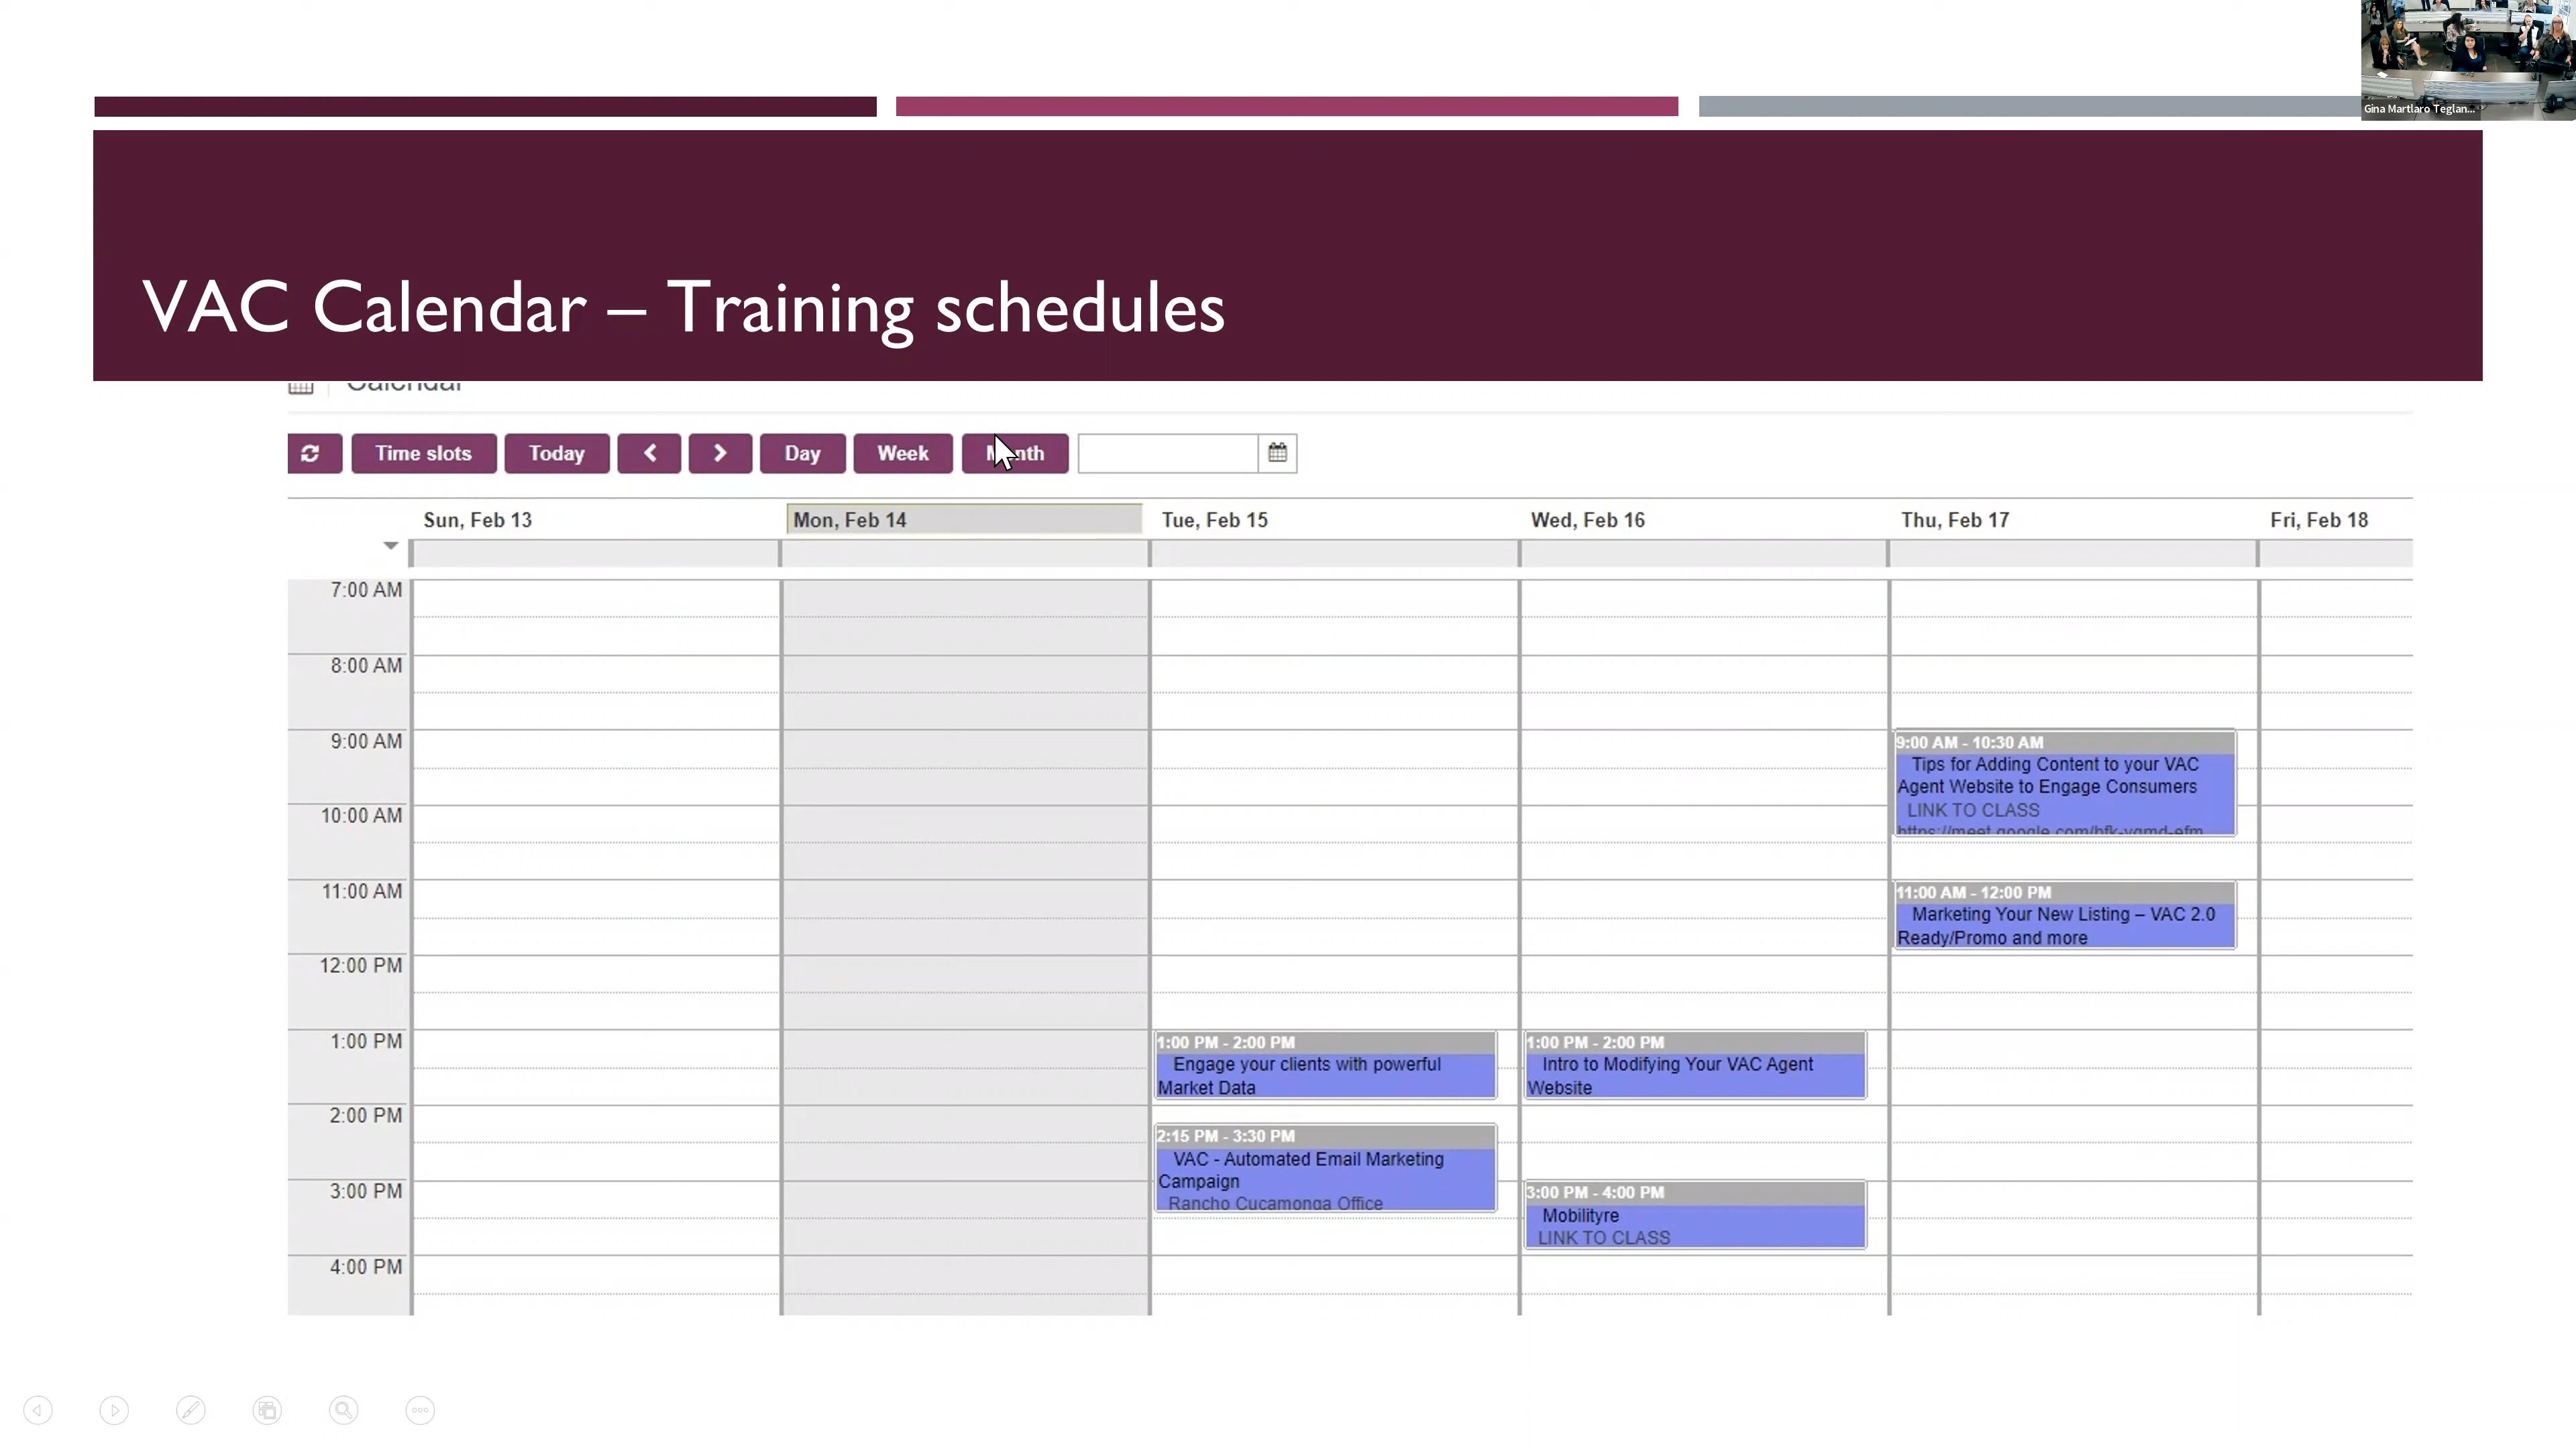 Gina Martlaro Teglan...
VAC Calendar – Training schedules
Calendar
Time slots
Today
Day
Week
Month
Sun, Feb 13
Mon, Feb 14
Tue, Feb 15
Wed, Feb 16
Thu, Feb 17
Fri, Feb 18
7:00 AM
8:00 AM
9:00 AM
10:00 AM
11:00 AM
12:00 PM
1:00 PM
2:00 PM
3:00 PM
4:00 PM
1:00 PM - 2:00 PM
Engage your clients with powerful
Market Data
2:15 PM - 3:30 PM
VAC - Automated Email Marketing
Campaign
Rancho Cucamonga Office
1:00 PM - 2:00 PM
Intro to Modifying Your VAC Agent
Website
3:00 PM - 4:00 PM
Mobilityre
LINK TO CLASS
9:00 AM - 10:30 AM
Tips for Adding Content to your VAC
Agent Website to Engage Consumers
LINK TO CLASS
11:00 AM - 12:00 PM
Marketing Your New Listing – VAC 2.0
Ready/Promo and more